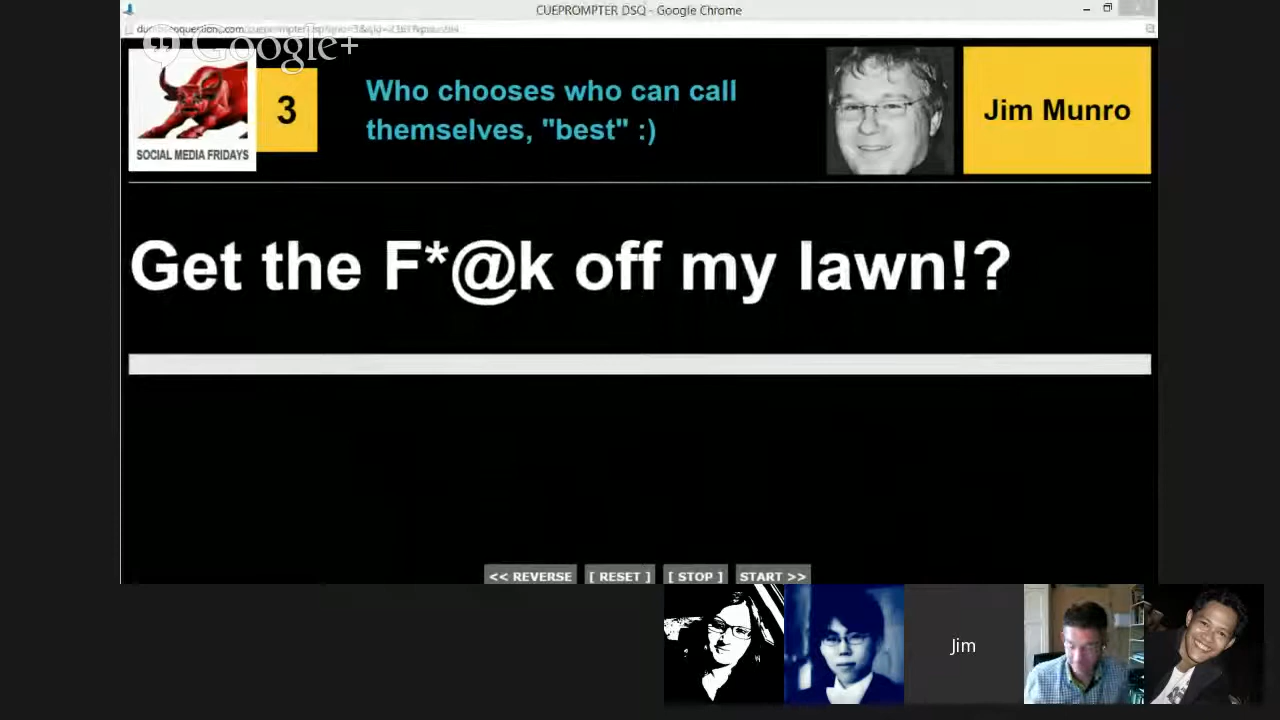 CUEPROMPTER DSQ - Google Chrome
Google+
SOCIAL MEDIA FRIDAYS
3
Who chooses who can call
themselves, "best" :)
Jim Munro
Get the F*@k off my lawn!?
<< REVERSE
[ RESET ]
[ STOP ]
START >>
Jim